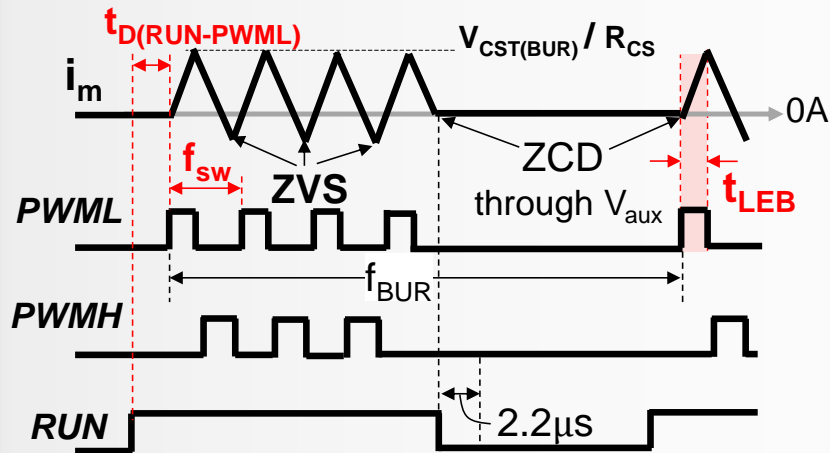 tD(RUN-PWML)
VCST(BUR) / RCS
im
0A
fsw
ZVS
ZCD
through Vaux
tLEB
PWML
fBUR
PWMH
2.2µs
RUN